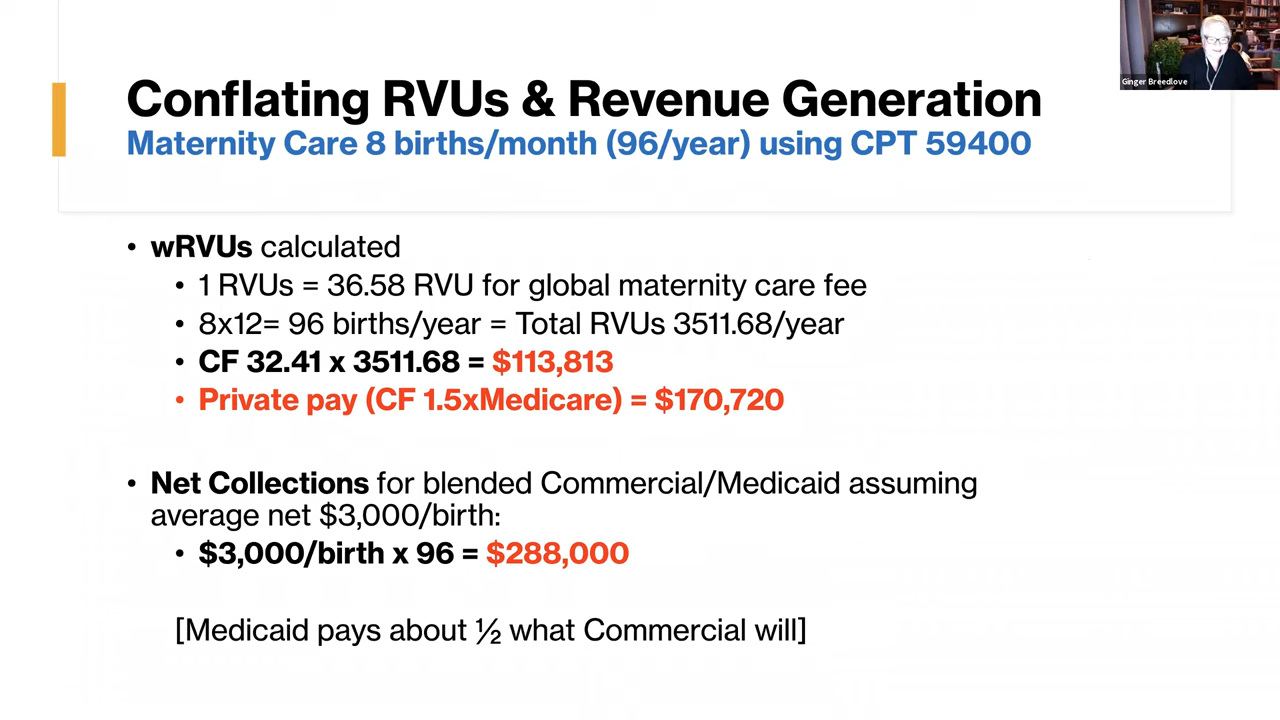 Ginger Breedlove
Conflating RVUs & Revenue Generation
Maternity Care 8 births/month (96/year) using CPT 59400
• wRVUs calculated
• 1 RVUs = 36.58 RVU for global maternity care fee
• 8x12= 96 births/year = Total RVUs 3511.68/year
• CF 32.41 x 3511.68 = $113,813
• Private pay (CF 1.5xMedicare) = $170,720
• Net Collections for blended Commercial/Medicaid assuming
average net $3,000/birth:
• $3,000/birth x 96 = $288,000
[Medicaid pays about ½ what Commercial will]